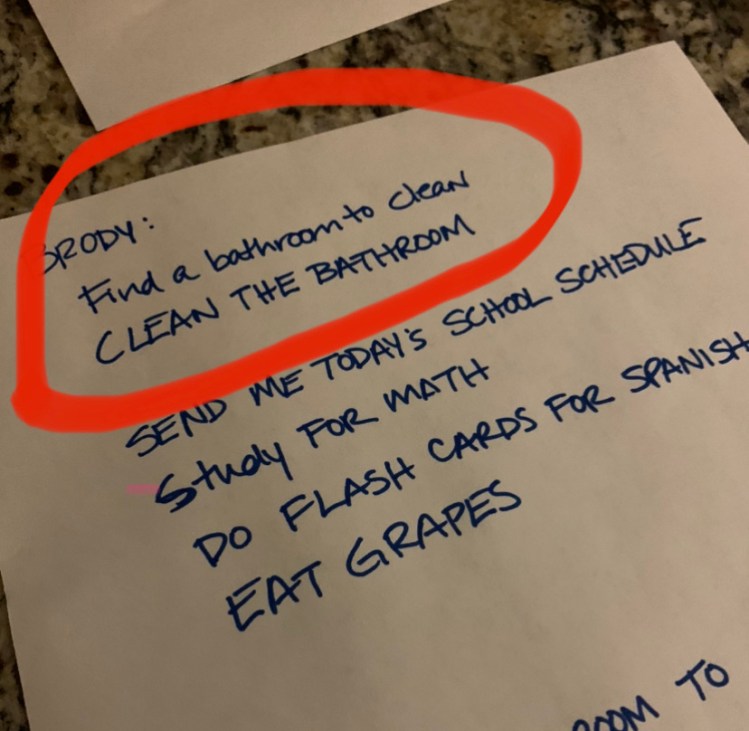 BRODY:
Find a bathroom to clean
CLEAN THE BATHROOM
SEND ME TODAY'S SCHOOL SCHEDULE
Study FOR MATH
DO FLASH CARDS FOR SPANISH
EAT GRAPES
TO